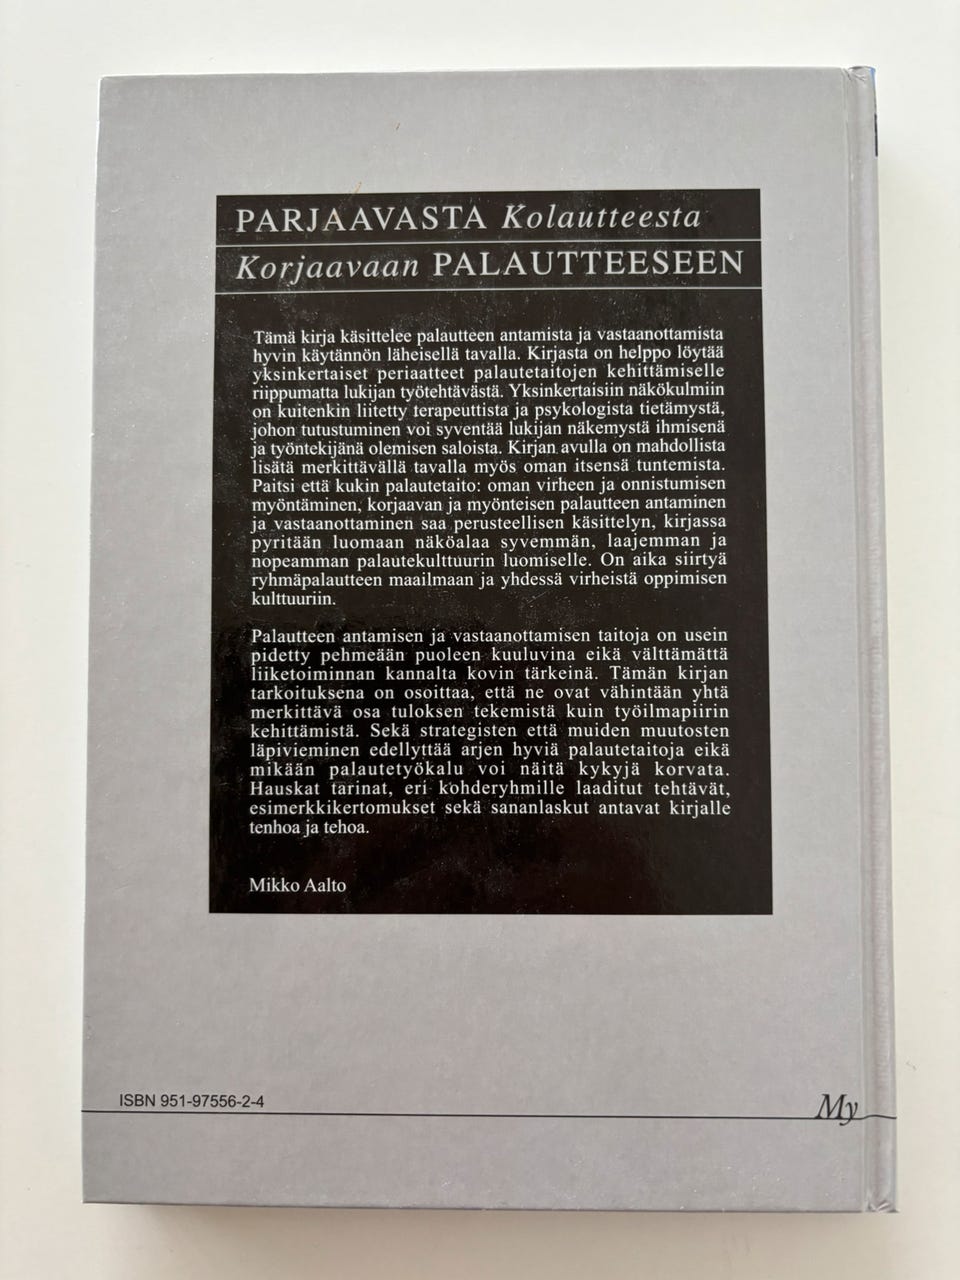 PARJAAVASTA Kolautteesta
Korjaavaan PALAUTTEESEEN
Tämä kirja käsittelee palautteen antamista ja vastaanottamista
hyvin käytännön läheisellä tavalla. Kirjasta on helppo löytää
yksinkertaiset periaatteet palautetaitojen kehittämiselle
riippumatta lukijan työtehtävästä. Yksinkertaisiin näkökulmiin
on kuitenkin liitetty terapeuttista ja psykologista tietämystä,
johon tutustuminen voi syventää lukijan näkemystä ihmisenä
ja työntekijänä olemisen saloista. Kirjan avulla on mahdollista
lisätä merkittävällä tavalla myös oman itsensä tuntemista.
Paitsi että kukin palautetaito: oman virheen ja onnistumisen
myöntäminen, korjaavan ja myönteisen palautteen antaminen
ja vastaanottaminen saa perusteellisen käsittelyn, kirjassa
pyritään luomaan näköalaa syvemmän, laajemman ja
nopeamman palautekulttuurin luomiselle. On aika siirtyä
ryhmäpalautteen maailmaan ja yhdessä virheistä oppimisen
kulttuuriin.
Palautteen antamisen ja vastaanottamisen taitoja on usein
pidetty pehmeään puoleen kuuluvina eikä välttämättä
liiketoiminnan kannalta kovin tärkeinä. Tämän kirjan
tarkoituksena on osoittaa, että ne ovat vähintään yhtä
merkittävä osa tuloksen tekemistä kuin työilmapiirin
kehittämistä. Sekä strategisten että muiden muutosten
läpivieminen edellyttää arjen hyviä palautetaitoja eikä
mikään palautetyökalu voi näitä kykyjä korvata.
Hauskat tarinat, eri kohderyhmille laaditut tehtävät,
esimerkkikertomukset sekä sananlaskut antavat kirjalle
tenhoa ja tehoa.
Mikko Aalto
ISBN 951-97556-2-4
My